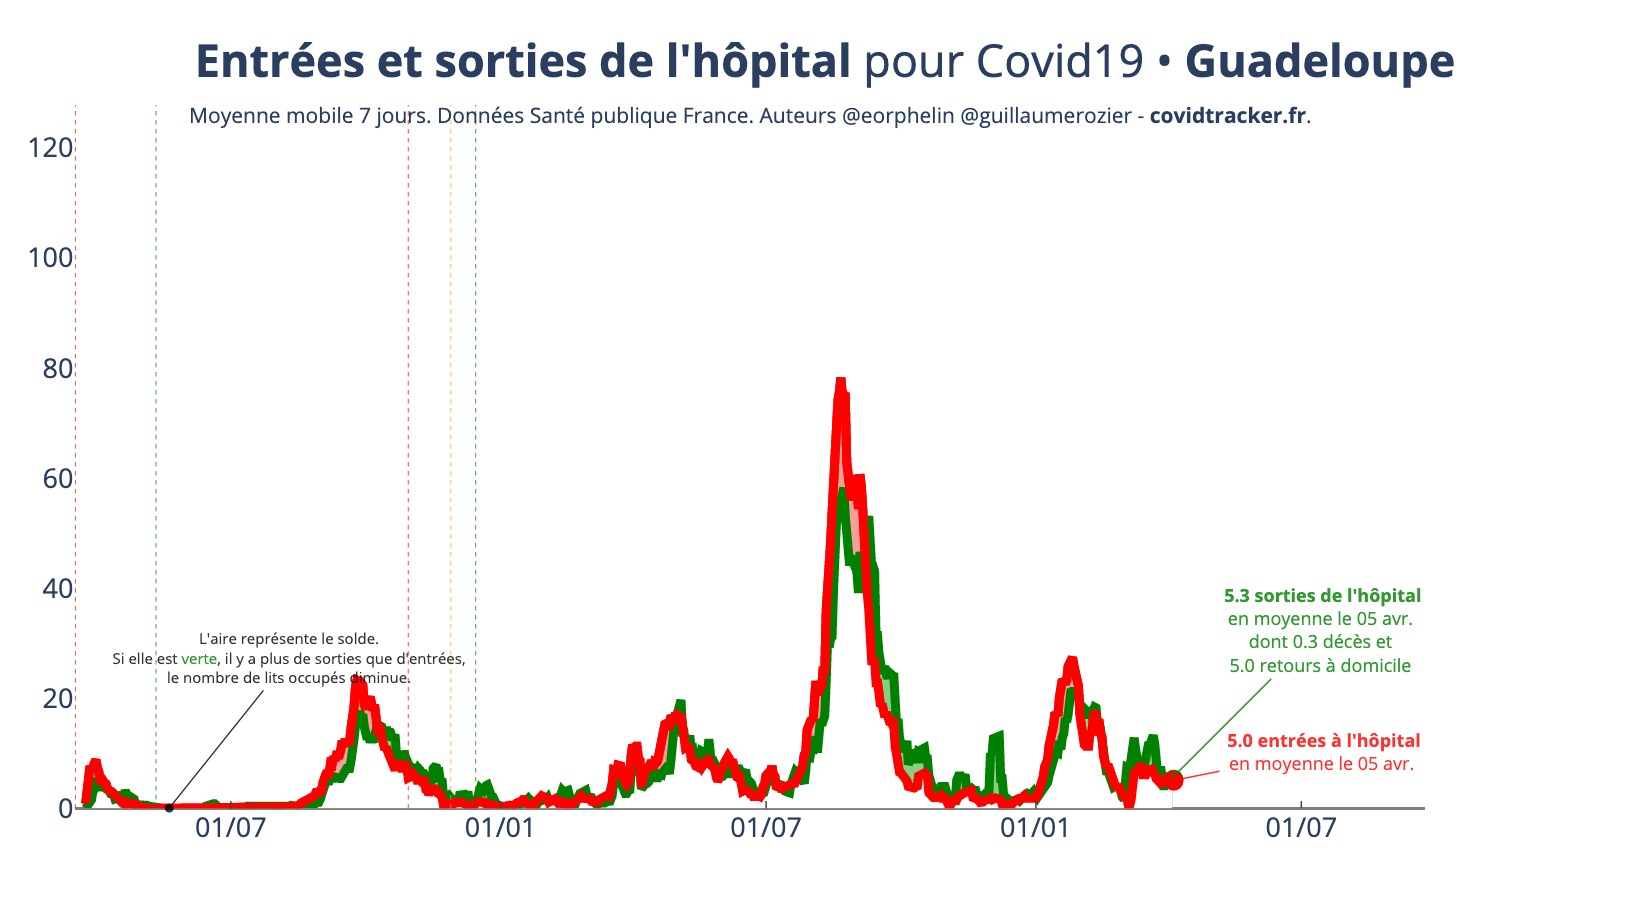 Entrées et sorties de l'hôpital pour Covid19 • Guadeloupe
Moyenne mobile 7 jours. Données Santé publique France. Auteurs @eorphelin @guillaumerozier - covidtracker.fr.
120
100
80
60
40
20
0
L'aire représente le solde.
Si elle est verte, il y a plus de sorties que d'entrées,
le nombre de lits occupés diminue.
5.3 sorties de l'hôpital
en moyenne le 05 avr.
dont 0.3 décès et
5.0 retours à domicile
5.0 entrées à l'hôpital
en moyenne le 05 avr.
01/07
01/01
01/07
01/01
01/07